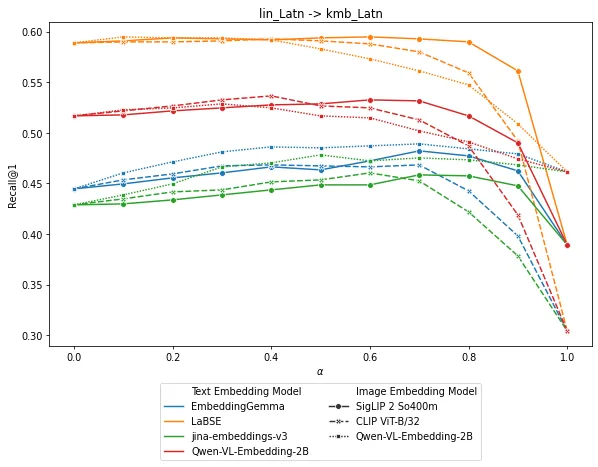 lin_Latn -> kmb_Latn
Recall@1
0.60
0.55
0.50
0.45
0.40
0.35
0.30
0.0 0.2 0.4 0.6 0.8 1.0
α
Text Embedding Model
EmbeddingGemma
LaBSE
jina-embeddings-v3
Qwen-VL-Embedding-2B
Image Embedding Model
SigLIP 2 So400m
CLIP ViT-B/32
Qwen-VL-Embedding-2B